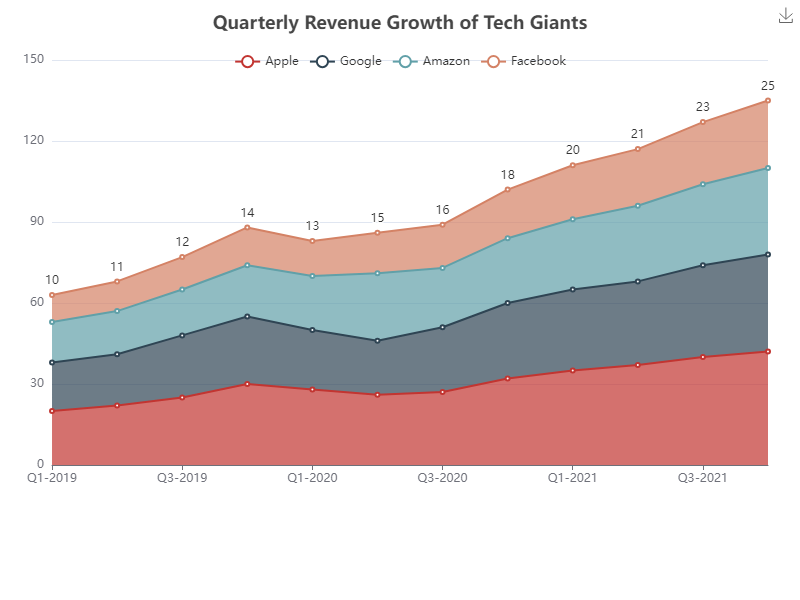 Quarterly Revenue Growth of Tech Giants
Apple Google Amazon Facebook
150
120
90
60
30
0
10 11 12 14 13 15 16 18 20 21 23 25
Q1-2019 Q3-2019 Q1-2020 Q3-2020 Q1-2021 Q3-2021